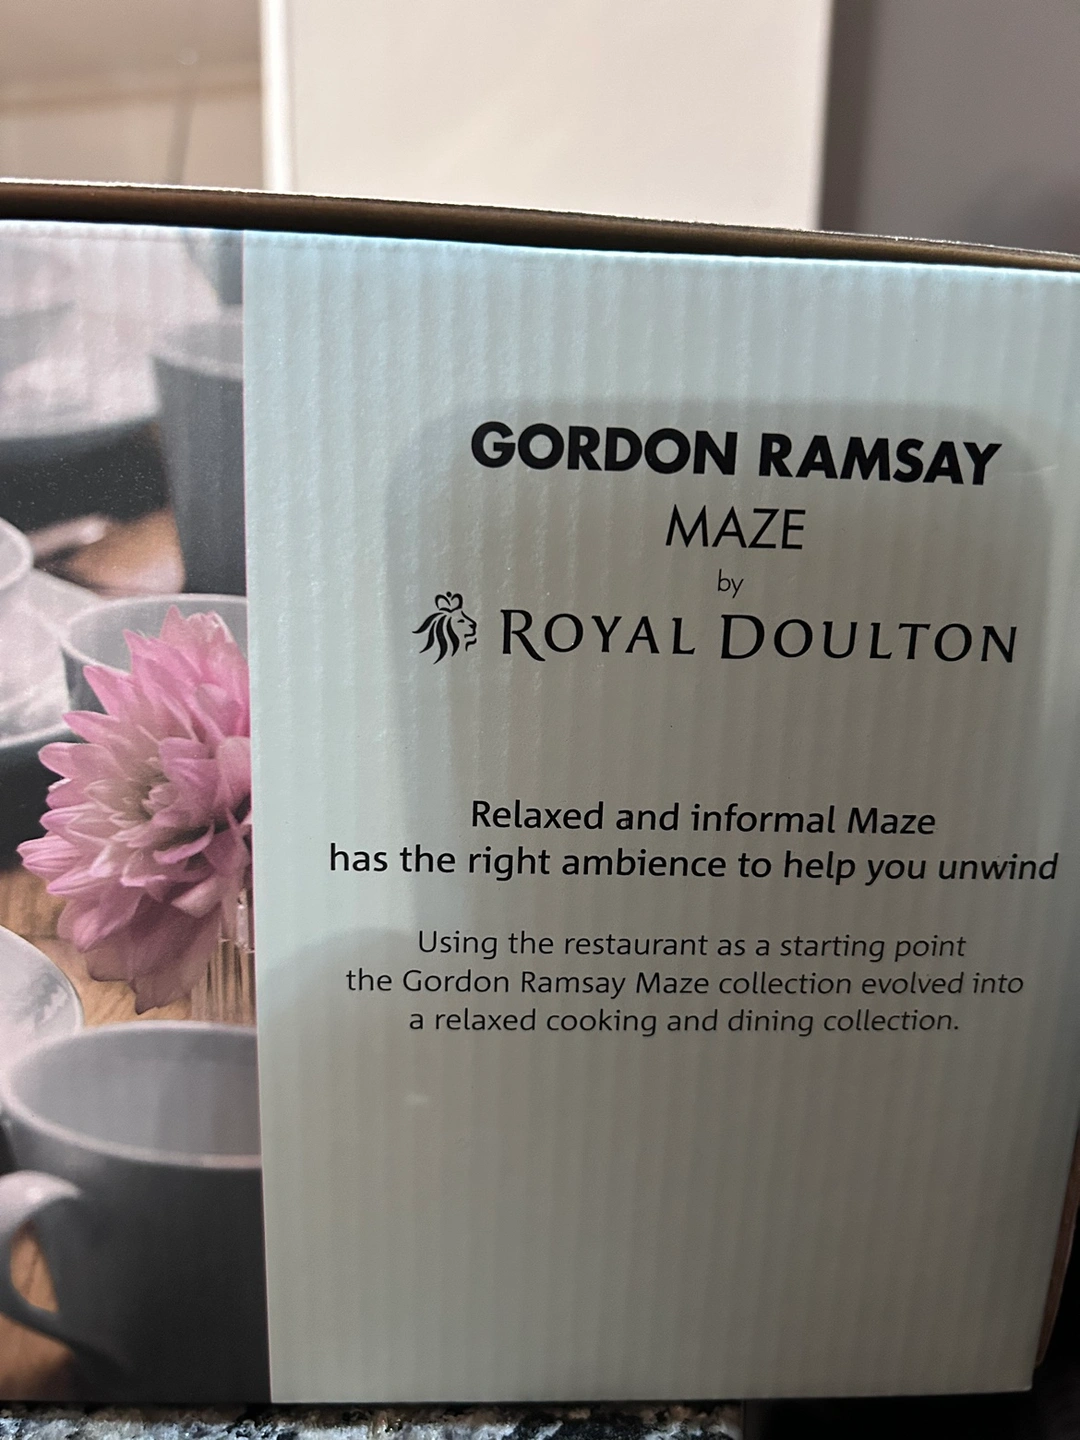 GORDON RAMSAY
MAZE
by
ROYAL DOULTON
Relaxed and informal Maze
has the right ambience to help you unwind
Using the restaurant as a starting point
the Gordon Ramsay Maze collection evolved into
a relaxed cooking and dining collection.